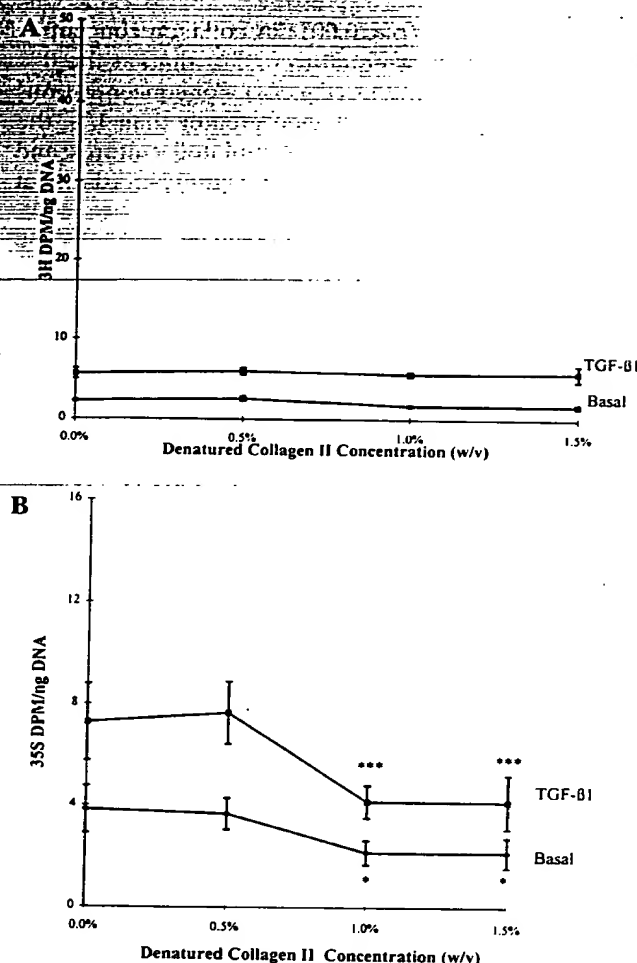 A
50
40
30
20
10
0
3H DPM/ng DNA
TGF-β1
Basal
0.0% 0.5% 1.0% 1.5%
Denatured Collagen II Concentration (w/v)
B
16
12
8
4
0
35S DPM/ng DNA
*** ***
TGF-β1
Basal
* *
0.0% 0.5% 1.0% 1.5%
Denatured Collagen II Concentration (w/v)